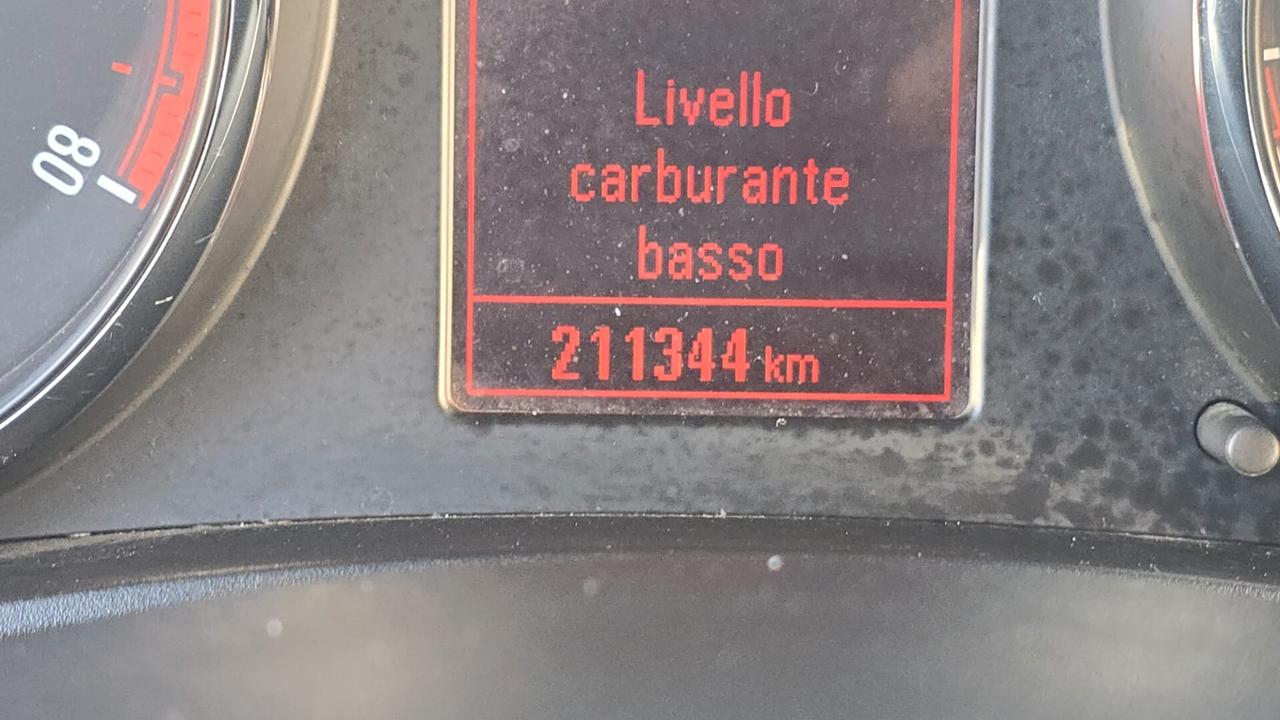 Livello
carburante
basso
211344 km
80